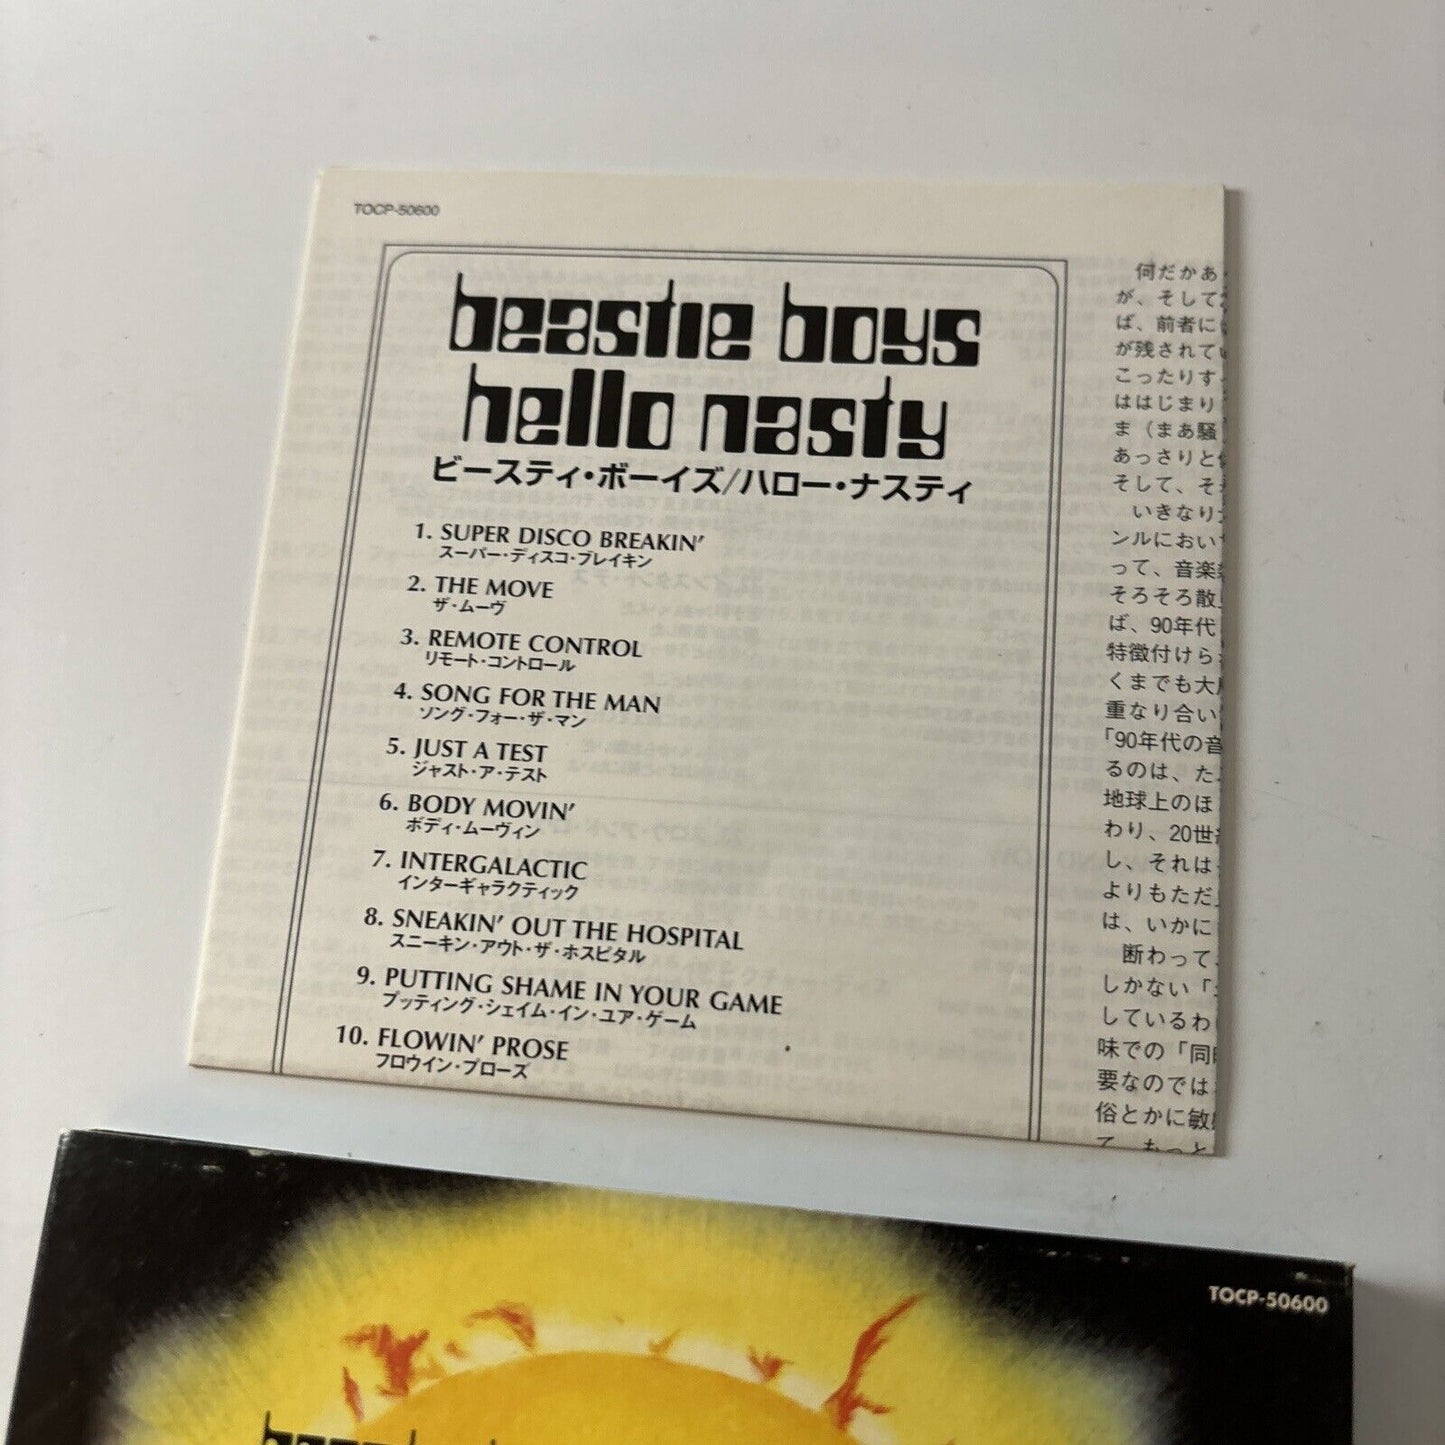 TOCP-50600
beastie boys
hello nasty
ビースティ・ボーイズ/ハロー・ナスティ
1. SUPER DISCO BREAKIN'
スーパー・ディスコ・ブレイキン
2. THE MOVE
ザ・ムーヴ
3. REMOTE CONTROL
リモート・コントロール
4. SONG FOR THE MAN
ソング・フォー・ザ・マン
5. JUST A TEST
ジャスト・ア・テスト
6. BODY MOVIN'
ボディ・ムーヴィン
7. INTERGALACTIC
インターギャラクティック
8. SNEAKIN' OUT THE HOSPITAL
スニーキン・アウト・ザ・ホスピタル
9. PUTTING SHAME IN YOUR GAME
プッティング・シェイム・イン・ユア・ゲーム
10. FLOWIN' PROSE
フロウイン・プローズ
何だかあ
が、そして
ば、前者に
が残されてい
こったりす
ははじまり
ま（まあ騒
あっさりと
そして、そ
いきなり
ンルにおい
って、音楽
そろそろ散
ば、90年代
特徴付けら
くまでも大
重なり合い
「90年代の音
るのは、た
地球上のほ
わり、20世
し、それは
よりもただ
は、いかに
断わって、
しかない「
しているわ
味での「同
要なのでは
俗とかに敏
て、もっと
TOCP-50600